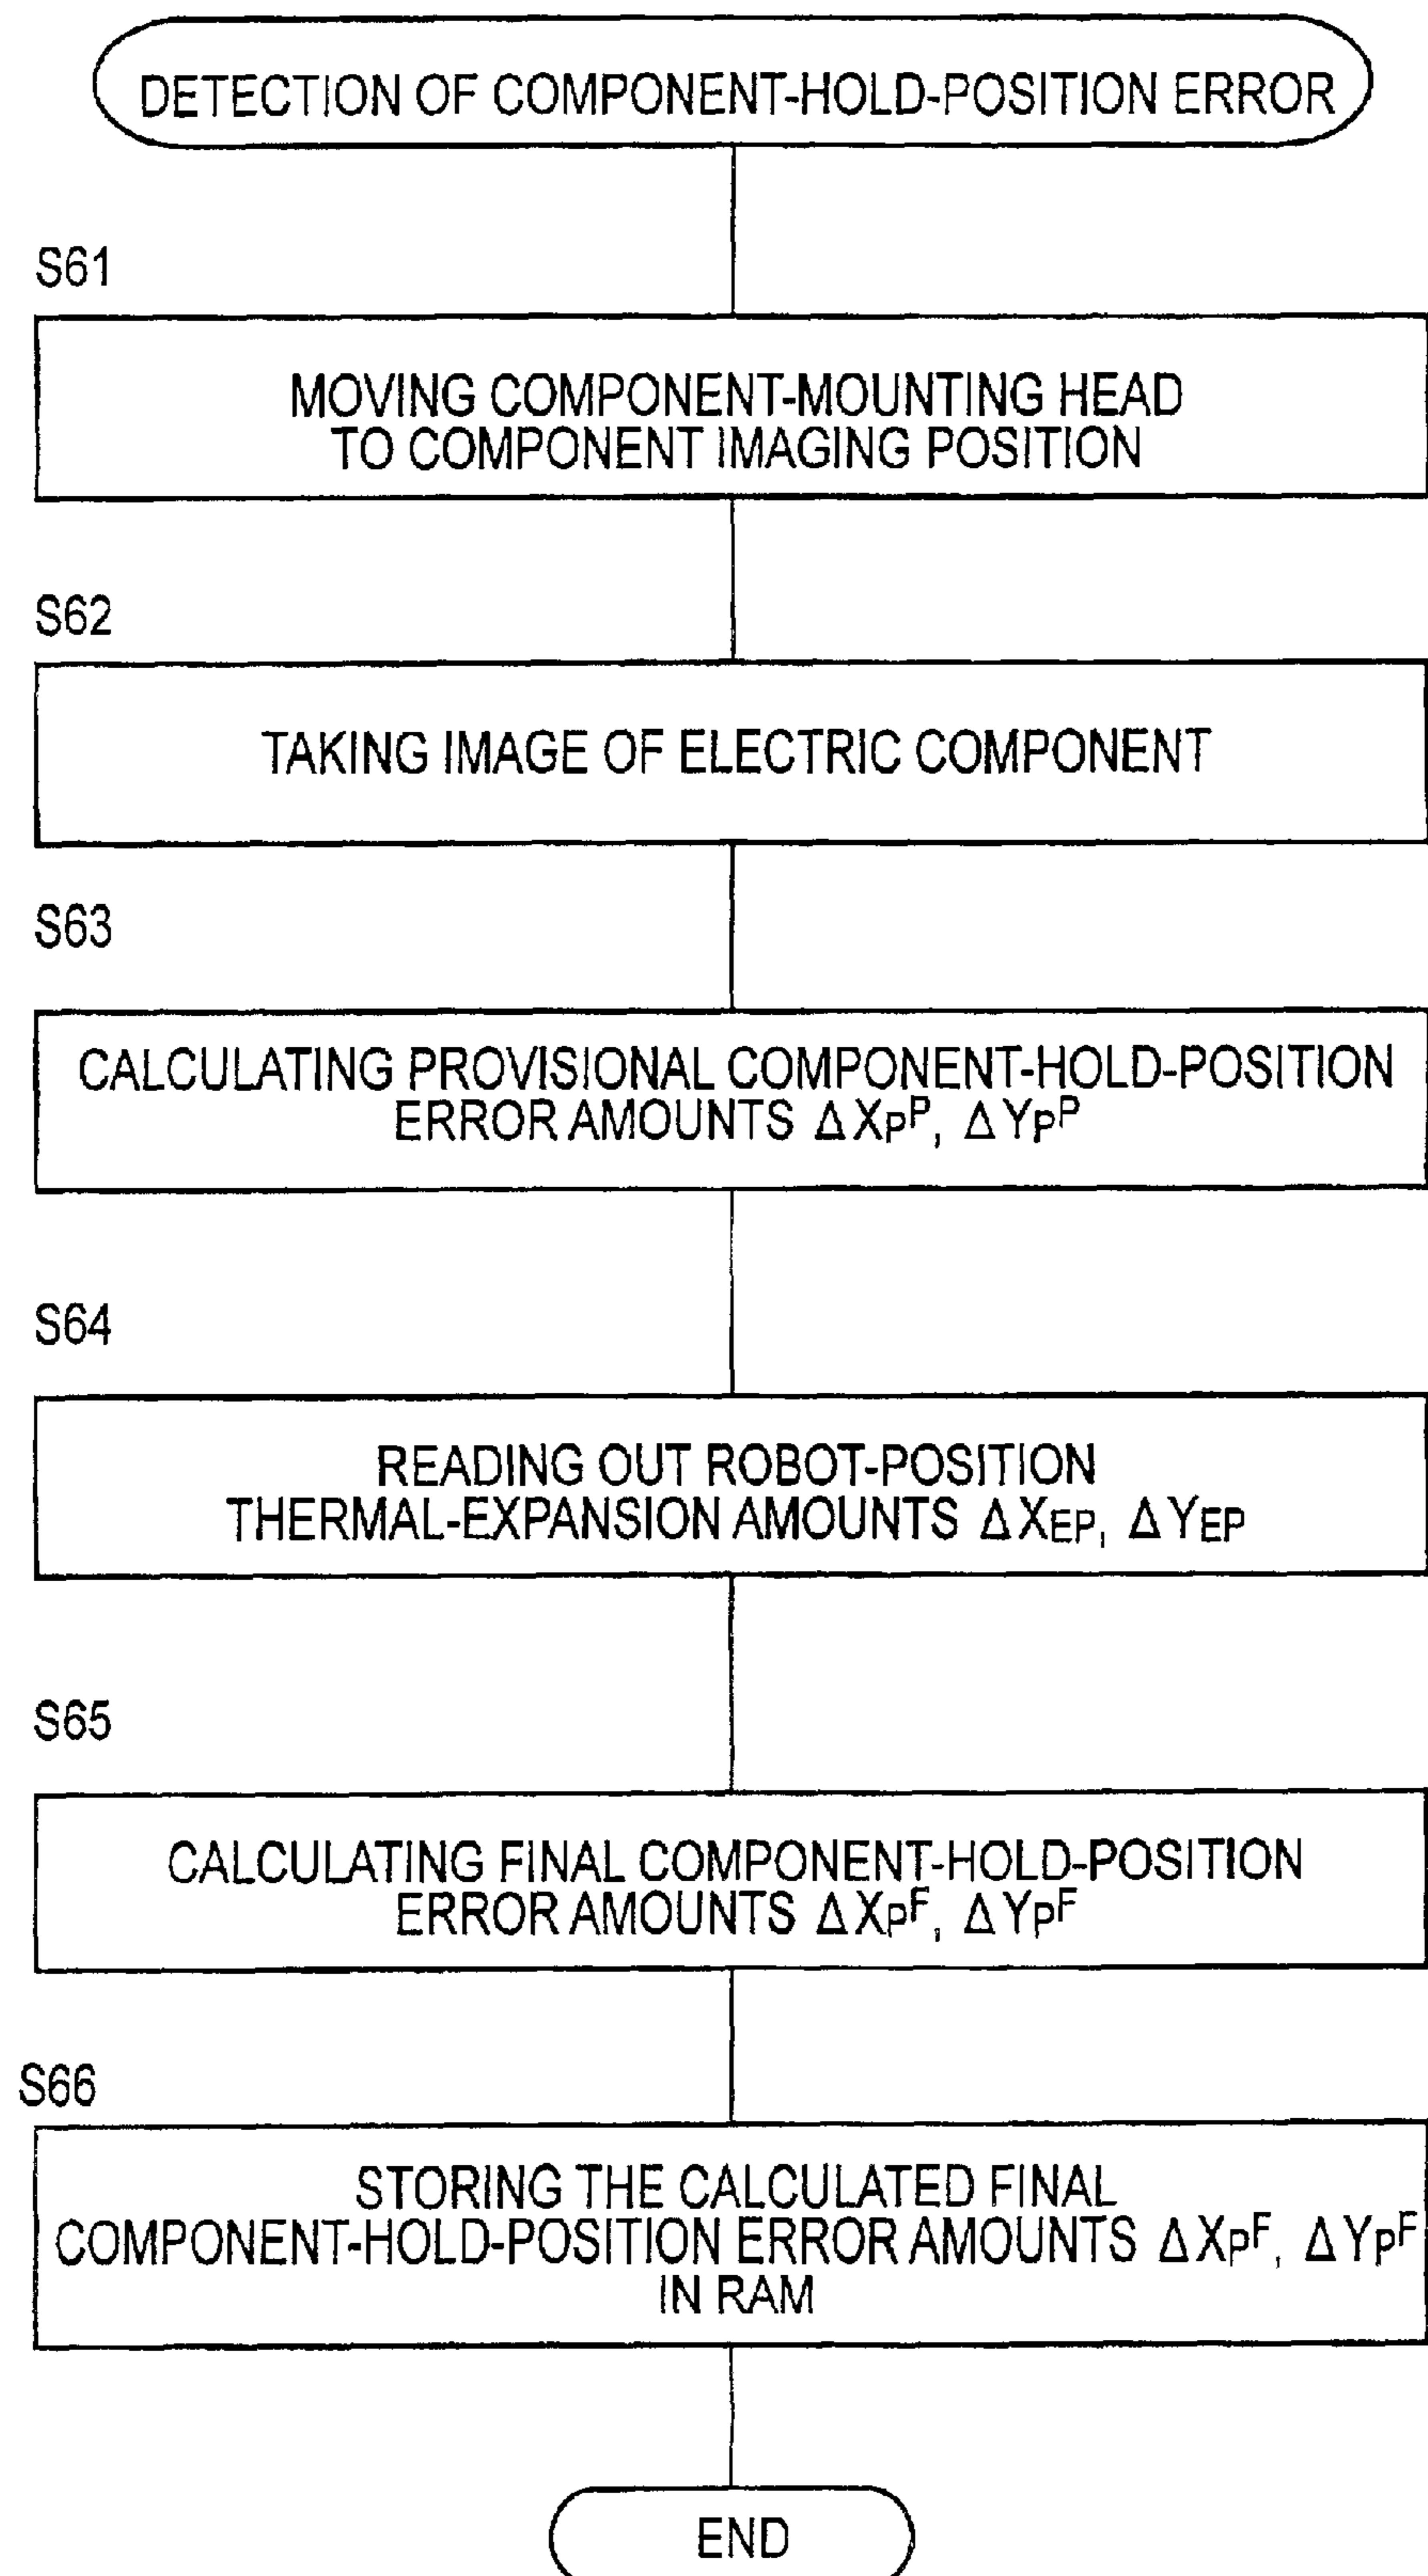 DETECTION OF COMPONENT-HOLD-POSITION ERROR
S61
MOVING COMPONENT-MOUNTING HEAD
TO COMPONENT IMAGING POSITION
S62
TAKING IMAGE OF ELECTRIC COMPONENT
S63
CALCULATING PROVISIONAL COMPONENT-HOLD-POSITION
ERROR AMOUNTS ΔXPP, ΔYPP
S64
READING OUT ROBOT-POSITION
THERMAL-EXPANSION AMOUNTS ΔXEP, ΔYEP
S65
CALCULATING FINAL COMPONENT-HOLD-POSITION
ERROR AMOUNTS ΔXPF, ΔYPF
S66
STORING THE CALCULATED FINAL
COMPONENT-HOLD-POSITION ERROR AMOUNTS ΔXPF, ΔYPF
IN RAM
END